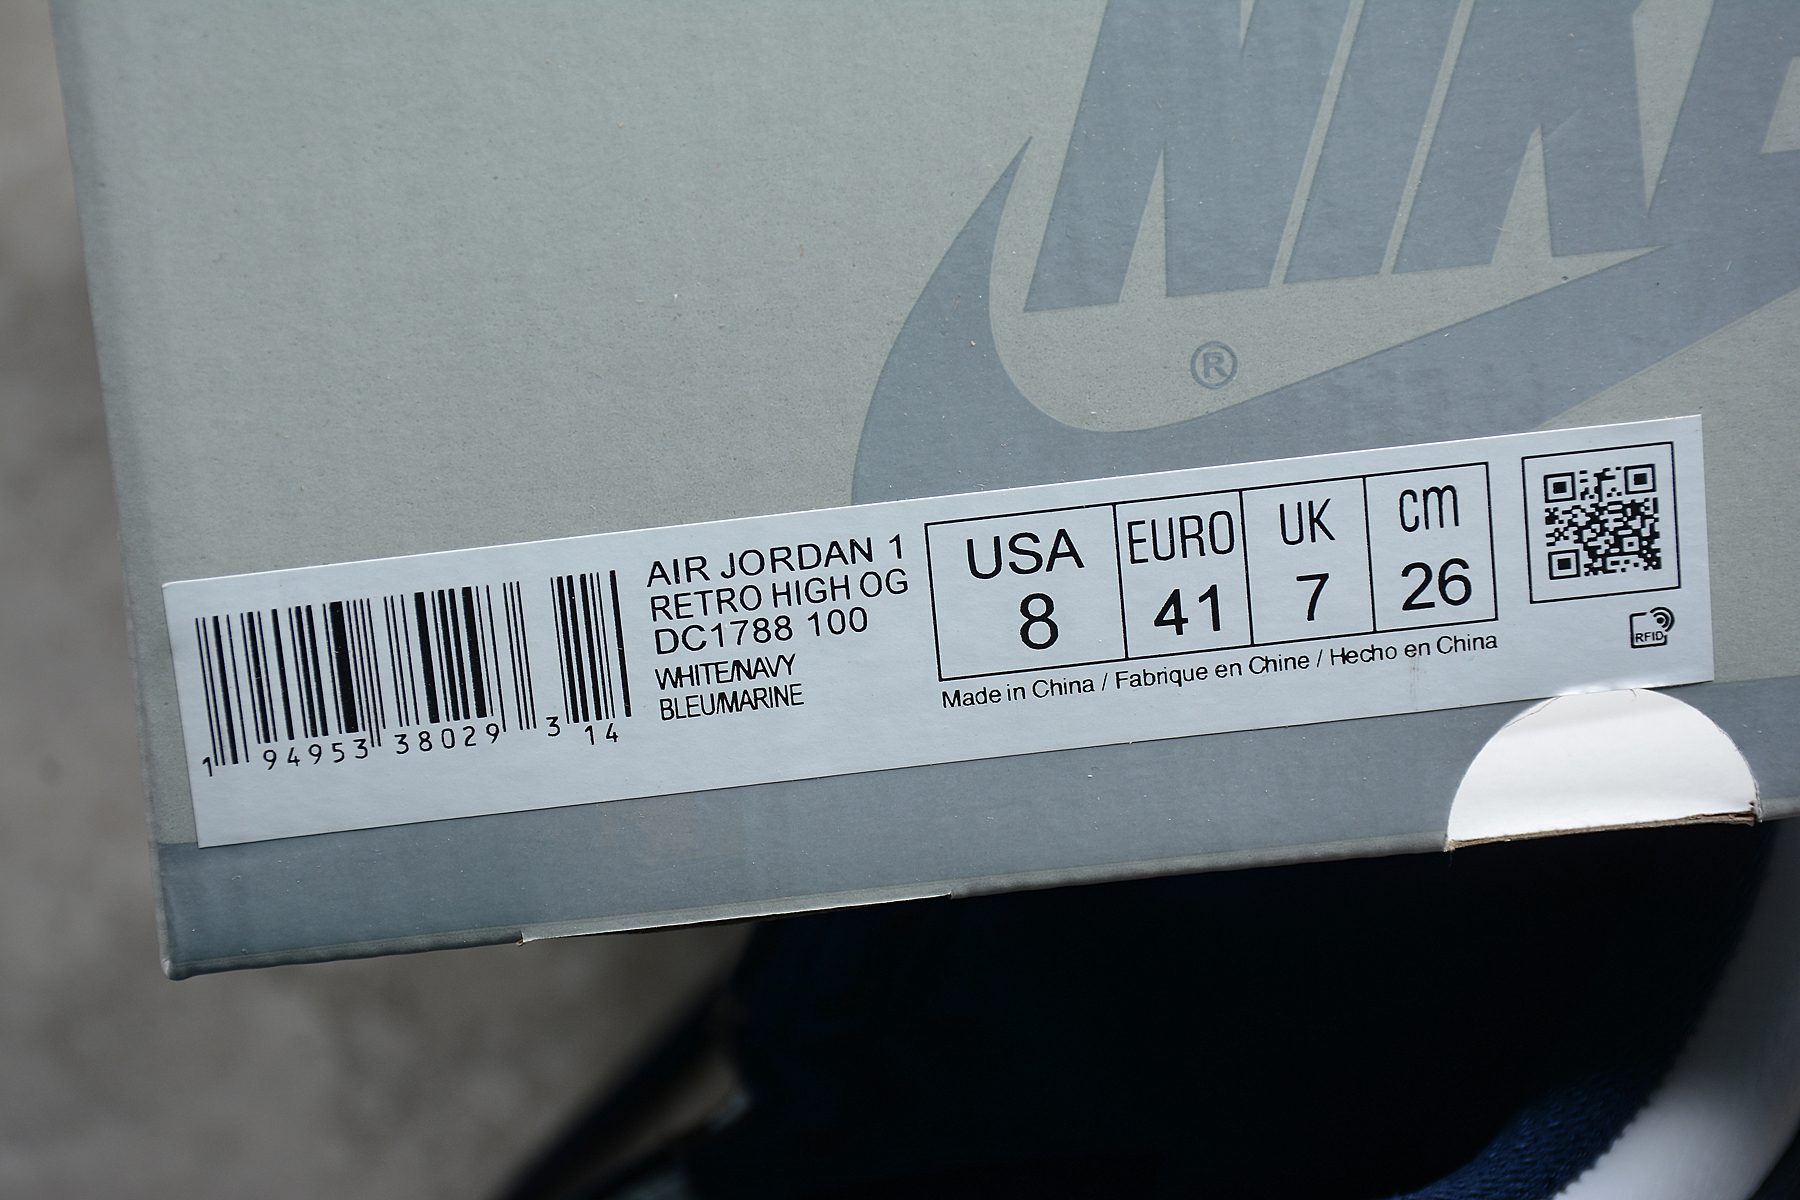 NIKE
®
AIR JORDAN 1
RETRO HIGH OG
DC1788 100
WHITE/NAVY
BLEU/MARINE
1 94953 38029 3 14
USA EURO UK cm
8 41 7 26
Made in China / Fabrique en Chine / Hecho en China
RFID